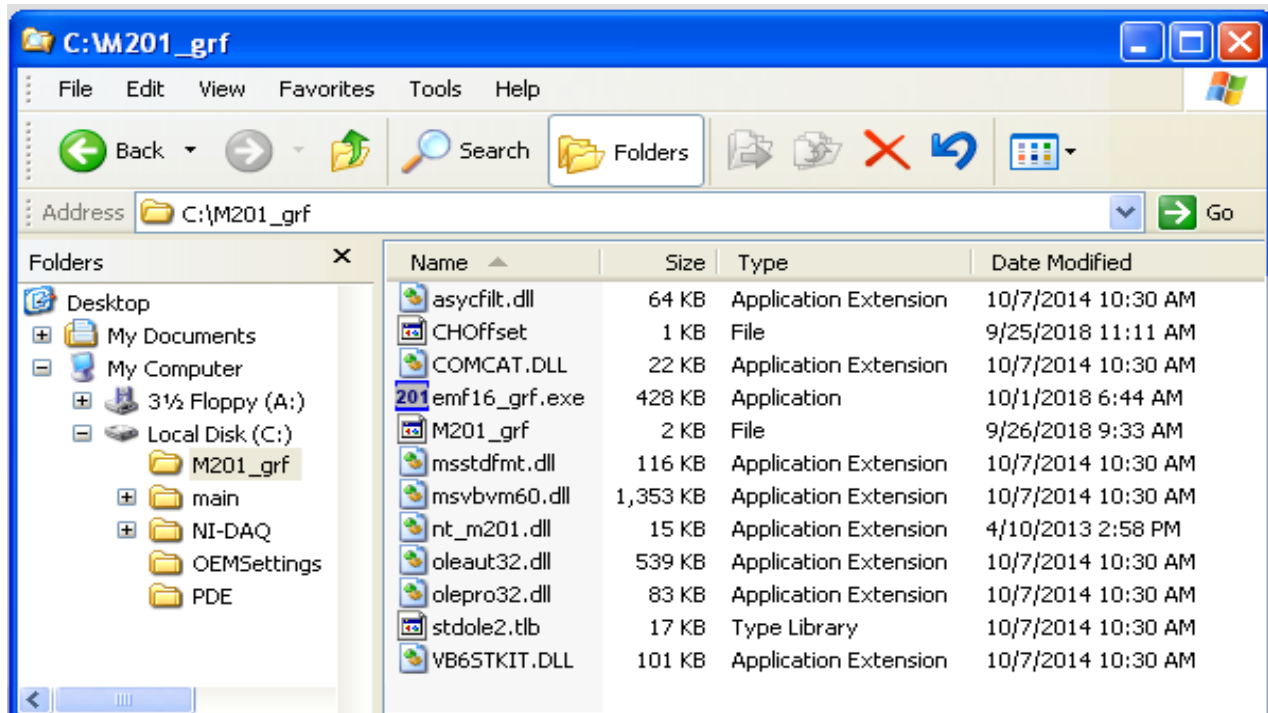 C:\M201_grf
File Edit View Favorites Tools Help
Back Search Folders
Address C:\M201_grf Go
Folders
Desktop
My Documents
My Computer
3½ Floppy (A:)
Local Disk (C:)
M201_grf
main
NI-DAQ
OEMSettings
PDE
Name Size Type Date Modified
asycfilt.dll 64 KB Application Extension 10/7/2014 10:30 AM
CHOffset 1 KB File 9/25/2018 11:11 AM
COMCAT.DLL 22 KB Application Extension 10/7/2014 10:30 AM
201 emf16_grf.exe 428 KB Application 10/1/2018 6:44 AM
M201_grf 2 KB File 9/26/2018 9:33 AM
msstdfmt.dll 116 KB Application Extension 10/7/2014 10:30 AM
msvbvm60.dll 1,353 KB Application Extension 10/7/2014 10:30 AM
nt_m201.dll 15 KB Application Extension 4/10/2013 2:58 PM
oleaut32.dll 539 KB Application Extension 10/7/2014 10:30 AM
olepro32.dll 83 KB Application Extension 10/7/2014 10:30 AM
stdole2.tlb 17 KB Type Library 10/7/2014 10:30 AM
VB6STKIT.DLL 101 KB Application Extension 10/7/2014 10:30 AM